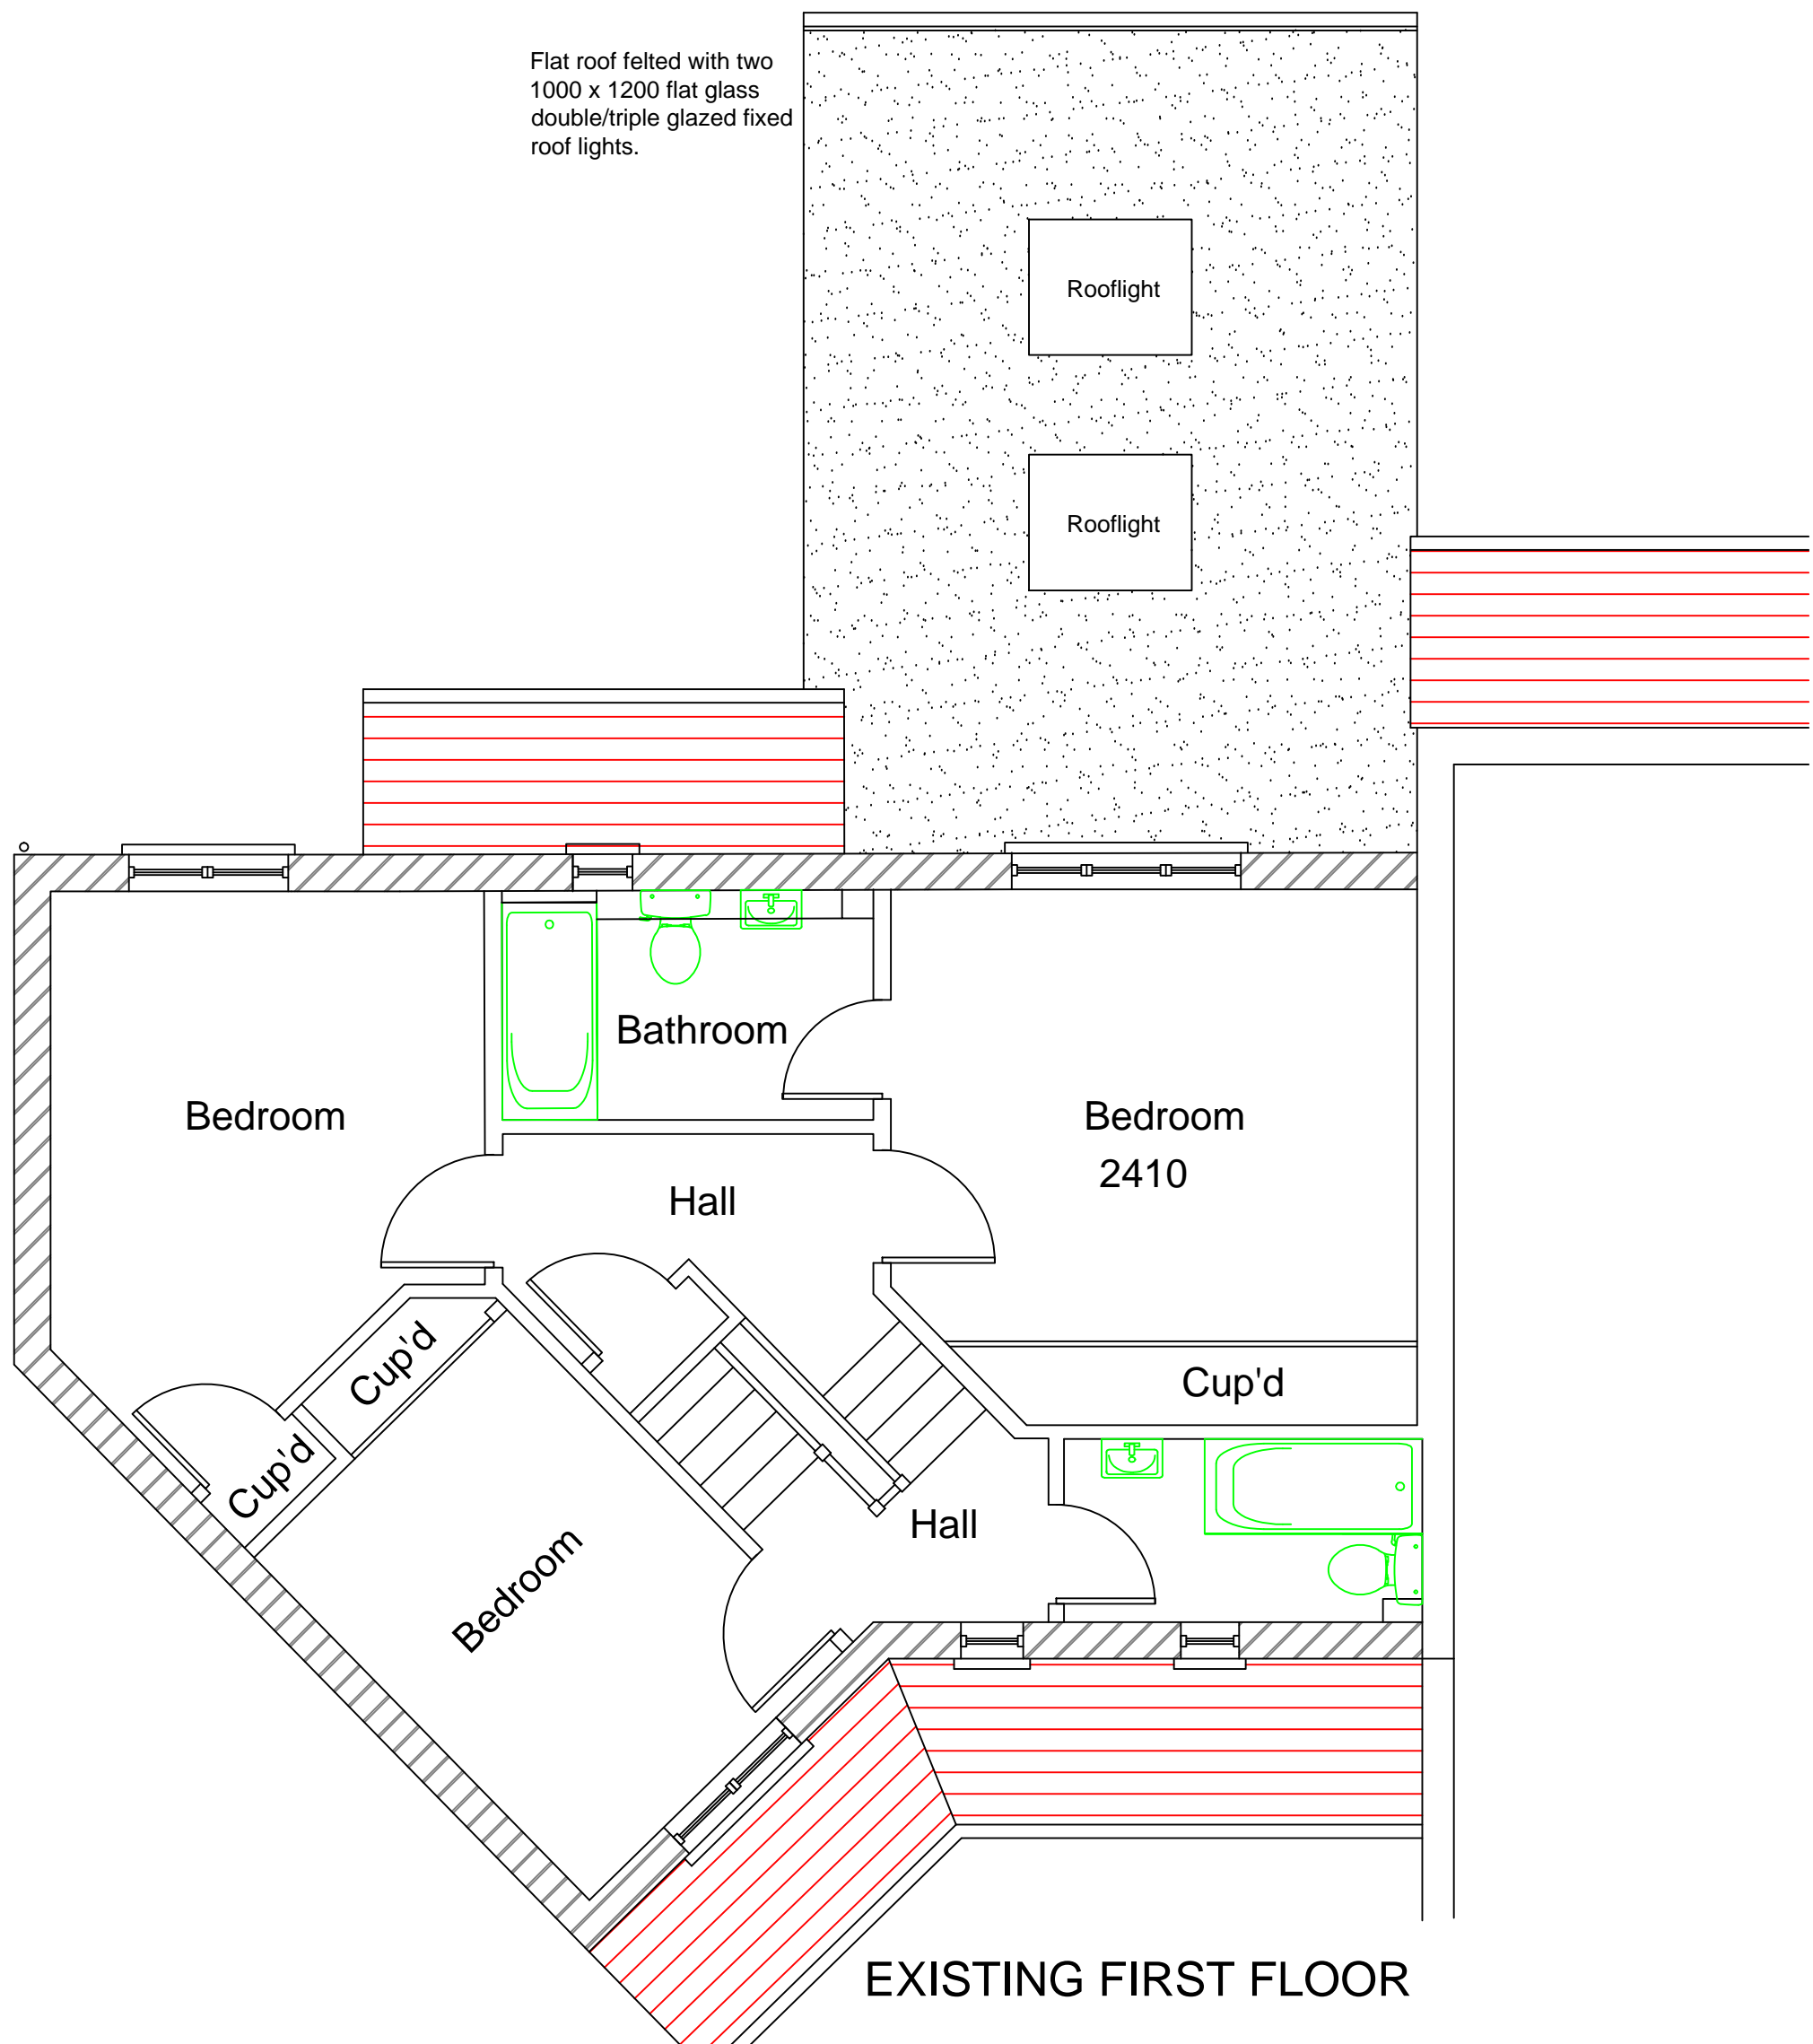 Flat roof felted with two
1000 x 1200 flat glass
double/triple glazed fixed
roof lights.
Rooflight
Rooflight
Bathroom
Bedroom
Bedroom
2410
Hall
Cup'd
Cup'd
Cup'd
Hall
Bedroom
EXISTING FIRST FLOOR